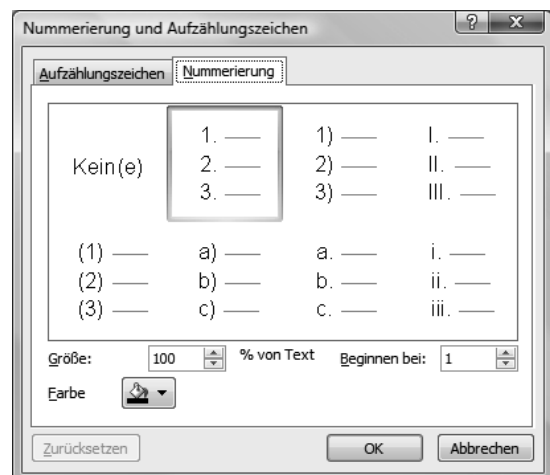 Nummerierung und Aufzählungszeichen
Aufzählungszeichen Nummerierung
Kein(e)
1.
2.
3.
1)
2)
3)
I.
II.
III.
(1)
(2)
(3)
a)
b)
c)
a.
b.
c.
i.
ii.
iii.
Größe: 100 % von Text Beginnen bei: 1
Farbe
Zurücksetzen OK Abbrechen